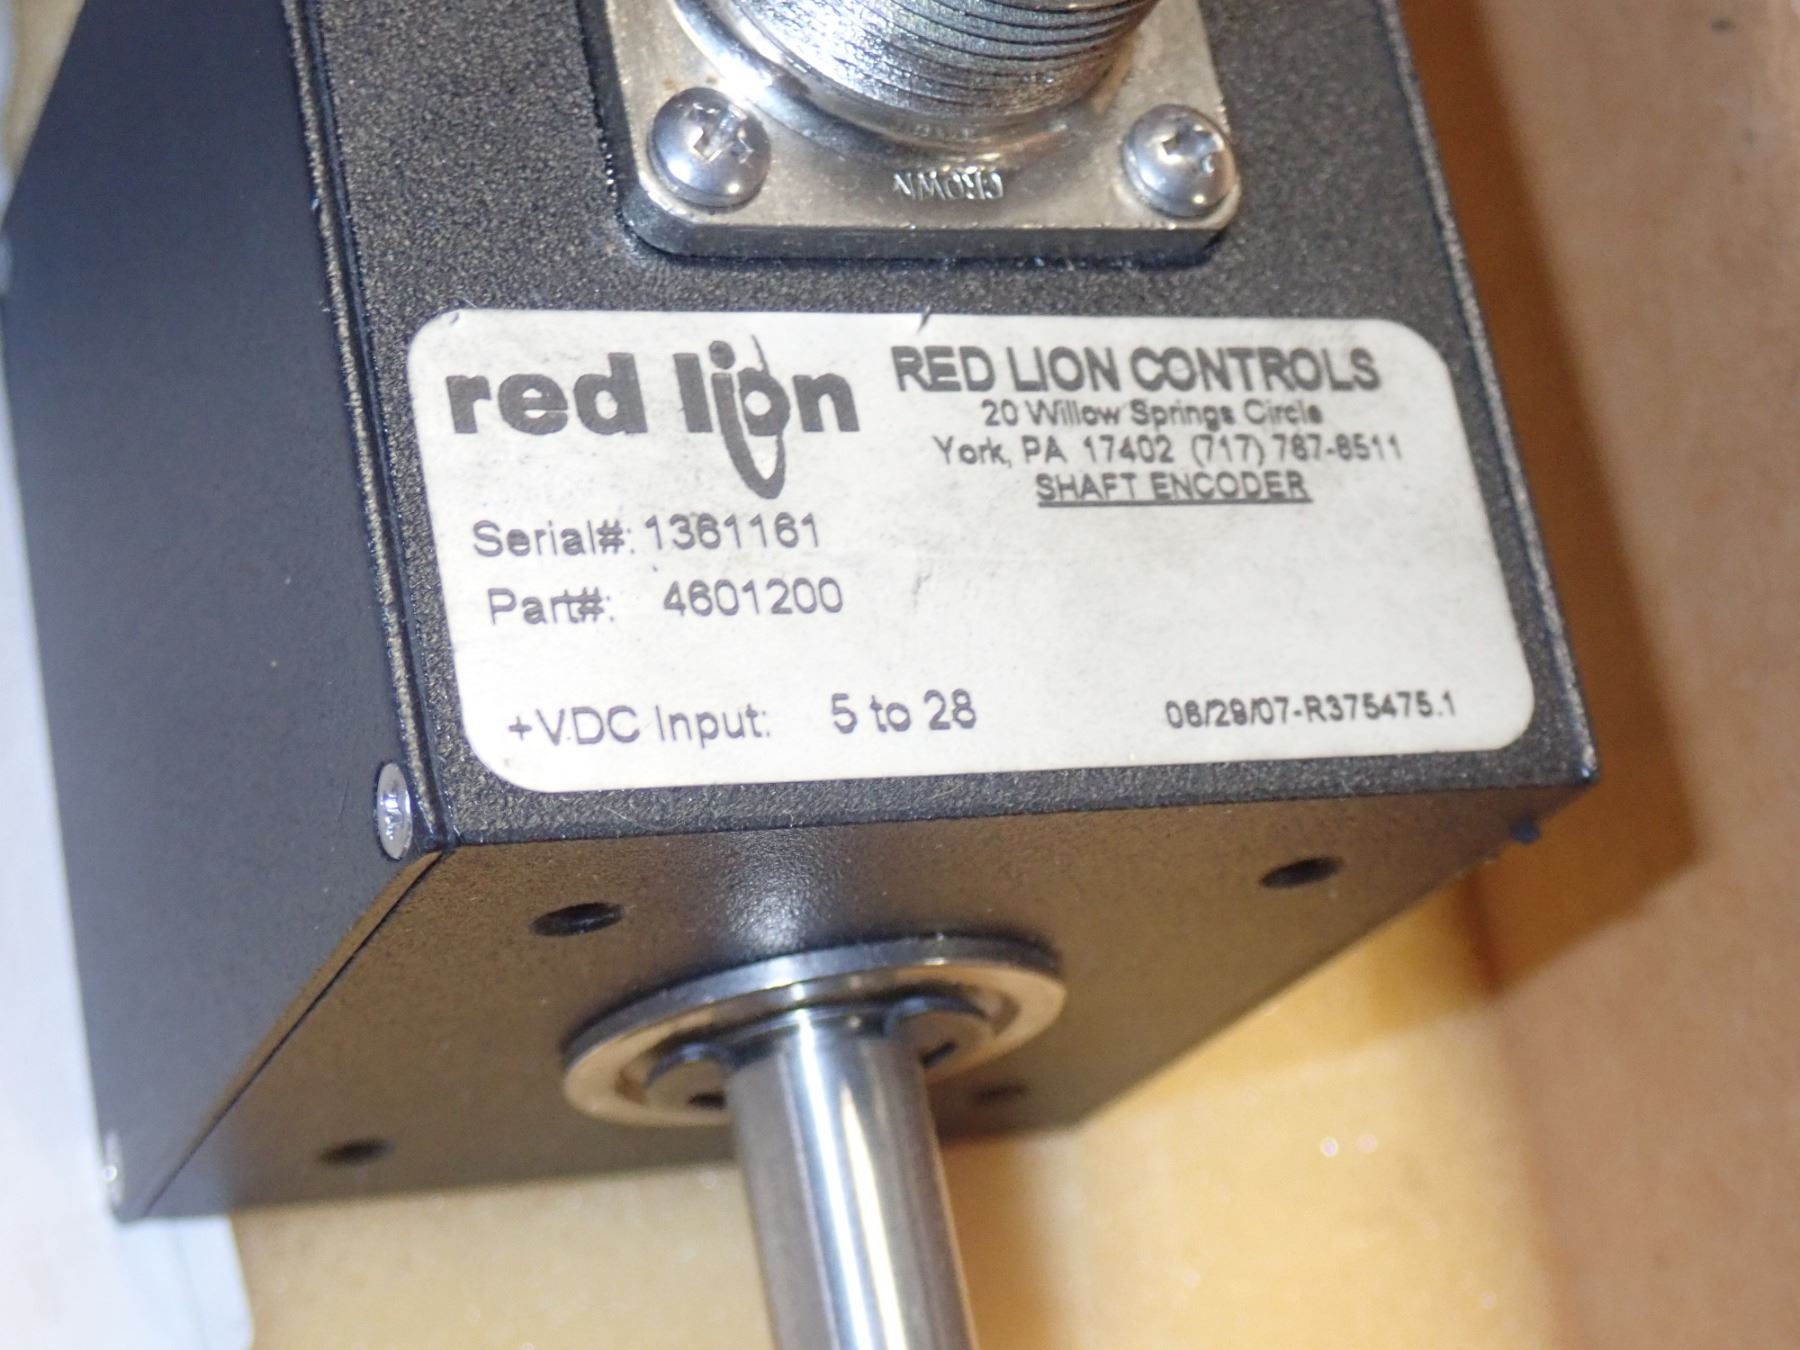 CROWN
red lion
RED LION CONTROLS
20 Willow Springs Circle
York, PA 17402 (717) 767-6511
SHAFT ENCODER
Serial#: 1361161
Part#: 4601200
+VDC Input: 5 to 28
06/29/07-R375475.1